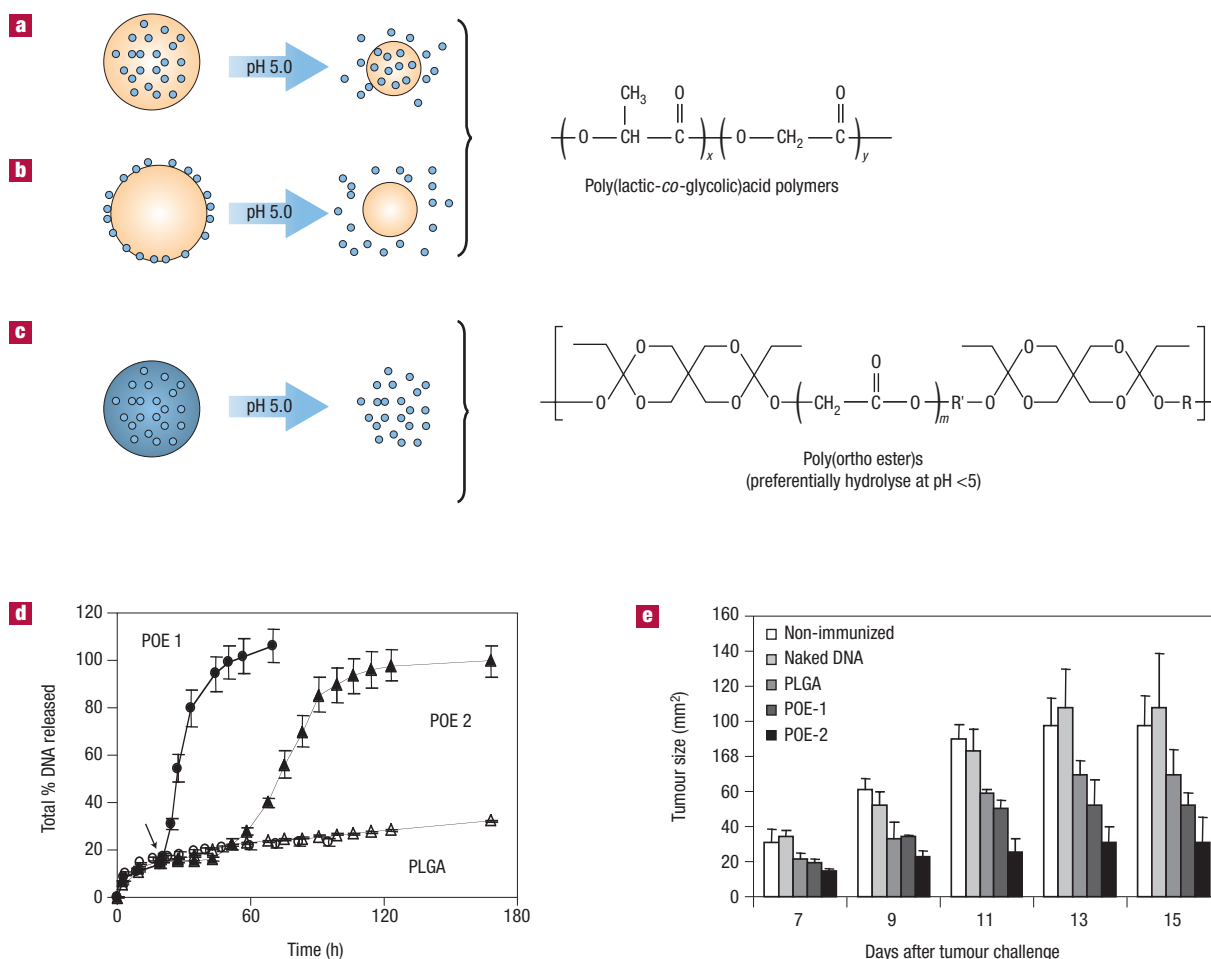 a
pH 5.0
b
pH 5.0
CH3 O O
( O CH C )x ( O CH2 C )y
Poly(lactic-co-glycolic)acid polymers
c
pH 5.0
O O O O O O O O
O O O O O ( CH2 C O )m R' O O O O O O R
Poly(ortho ester)s
(preferentially hydrolyse at pH <5)
d
Total % DNA released
120
100
80
60
40
20
0
POE 1
POE 2
PLGA
0 60 120 180
Time (h)
e
Tumour size (mm2)
160
140
120
100
168
60
40
20
0
Non-immunized
Naked DNA
PLGA
POE-1
POE-2
7 9 11 13 15
Days after tumour challenge